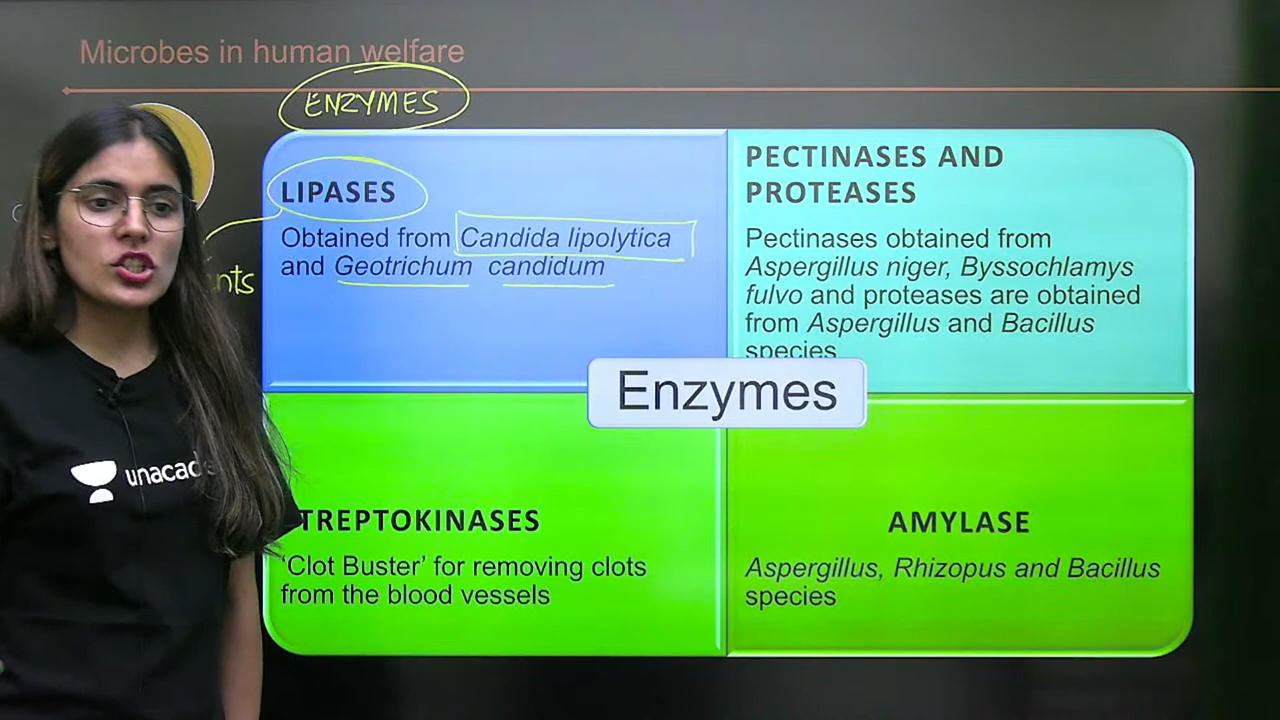 Microbes in human welfare
ENZYMES
LIPASES
Obtained from Candida lipolytica
and Geotrichum candidum
nts
PECTINASES AND
PROTEASES
Pectinases obtained from
Aspergillus niger, Byssochlamys
fulvo and proteases are obtained
from Aspergillus and Bacillus
species
Enzymes
unacad
TREPTOKINASES
‘Clot Buster’ for removing clots
from the blood vessels
AMYLASE
Aspergillus, Rhizopus and Bacillus
species